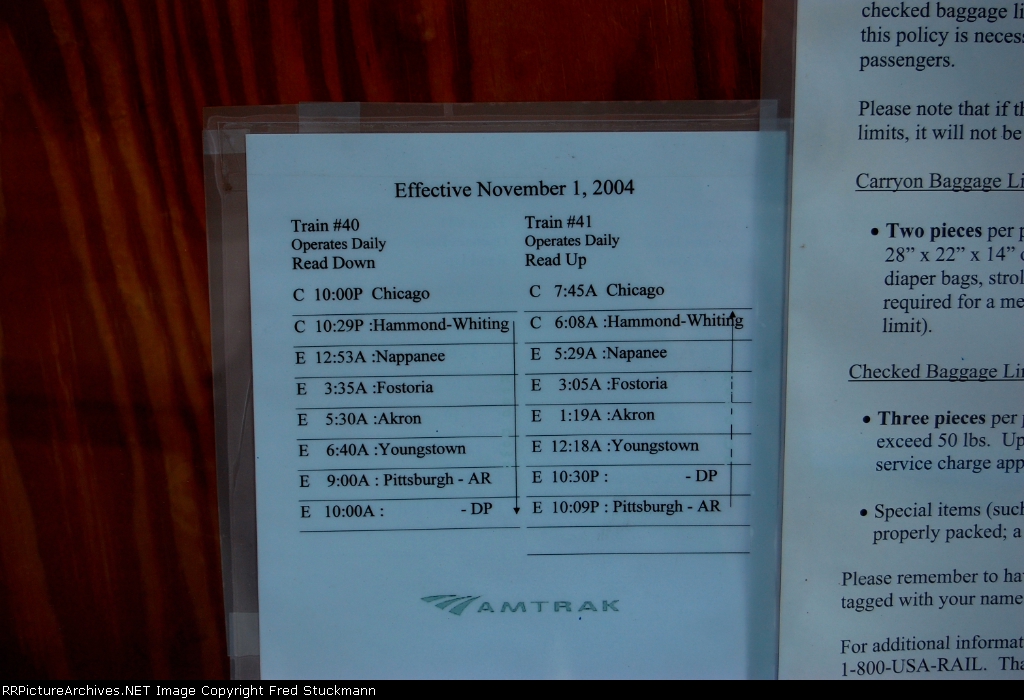 Effective November 1, 2004
Train #40
Operates Daily
Read Down
C 10:00P Chicago
C 10:29P :Hammond-Whiting
E 12:53A :Nappanee
E 3:35A :Fostoria
E 5:30A :Akron
E 6:40A :Youngstown
E 9:00A : Pittsburgh - AR
E 10:00A : - DP
Train #41
Operates Daily
Read Up
C 7:45A Chicago
C 6:08A :Hammond-Whiting
E 5:29A :Napanee
E 3:05A :Fostoria
E 1:19A :Akron
E 12:18A :Youngstown
E 10:30P : - DP
E 10:09P : Pittsburgh - AR
AMTRAK
checked baggage li
this policy is necess
passengers.
Please note that if th
limits, it will not be
Carryon Baggage Li
• Two pieces per p
28” x 22” x 14”
diaper bags, strol
required for a me
limit).
Checked Baggage Lin
• Three pieces per
exceed 50 lbs. Up
service charge app
• Special items (such
properly packed; a
Please remember to ha
tagged with your name
For additional informat
1-800-USA-RAIL. Tha
RRPictureArchives.NET Image Copyright Fred Stuckmann